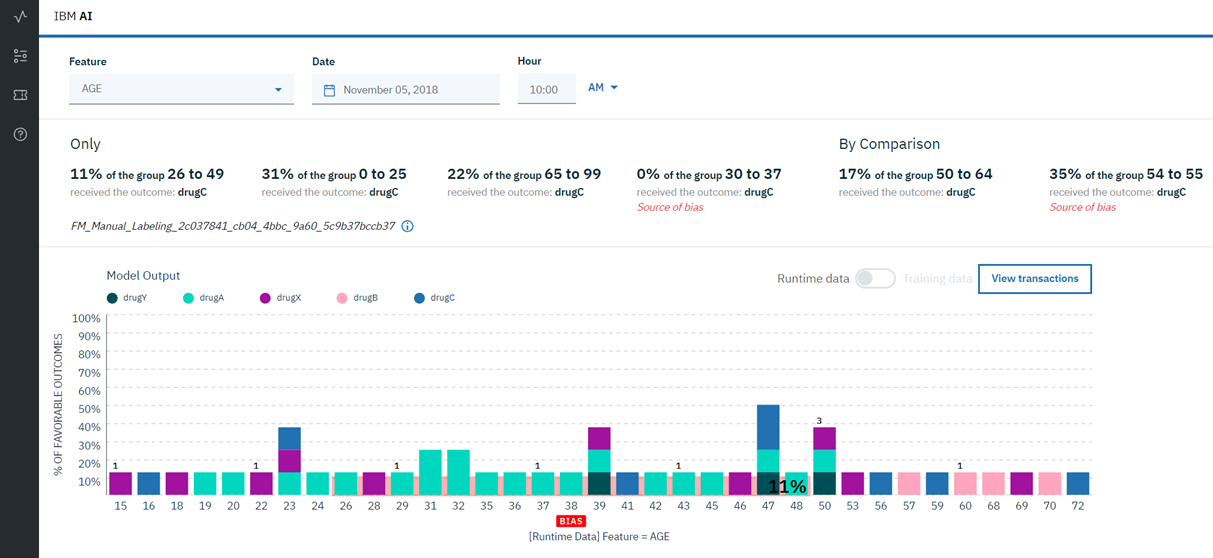 IBM AI
Feature Date Hour
AGE November 05, 2018 10:00 AM
Only By Comparison
11% of the group 26 to 49 31% of the group 0 to 25 22% of the group 65 to 99 0% of the group 30 to 37 17% of the group 50 to 64 35% of the group 54 to 55
received the outcome: drugC received the outcome: drugC received the outcome: drugC received the outcome: drugC received the outcome: drugC received the outcome: drugC
Source of bias Source of bias
FM_Manual_Labeling_2c037841_cb04_4bbc_9a60_5c9b37bccb37
Model Output Runtime data Training data View transactions
drugY drugA drugX drugB drugC
% OF FAVORABLE OUTCOMES
100%
90%
80%
70%
60%
50%
40%
30% 3
20% 1 1 1 1 1 1
10% 11%
15 16 18 19 20 22 23 24 26 28 29 31 32 35 36 37 38 39 41 42 43 45 46 47 48 50 53 56 57 59 60 68 69 70 72
BIAS
[Runtime Data] Feature = AGE